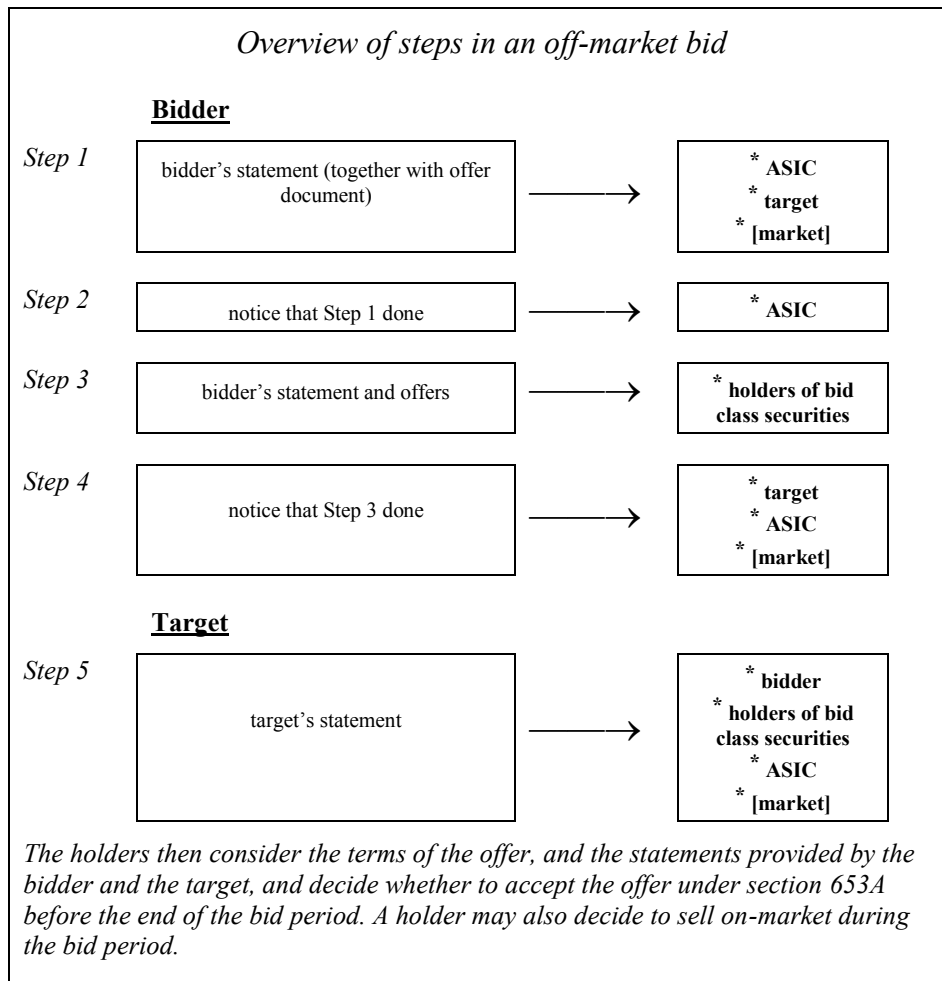 Overview of steps in an off-market bid
Bidder
Step 1
bidder’s statement (together with offer
document)
* ASIC
* target
* [market]
Step 2
notice that Step 1 done
* ASIC
Step 3
bidder’s statement and offers
* holders of bid
class securities
Step 4
notice that Step 3 done
* target
* ASIC
* [market]
Target
Step 5
target’s statement
* bidder
* holders of bid
class securities
* ASIC
* [market]
The holders then consider the terms of the offer, and the statements provided by the
bidder and the target, and decide whether to accept the offer under section 653A
before the end of the bid period. A holder may also decide to sell on-market during
the bid period.